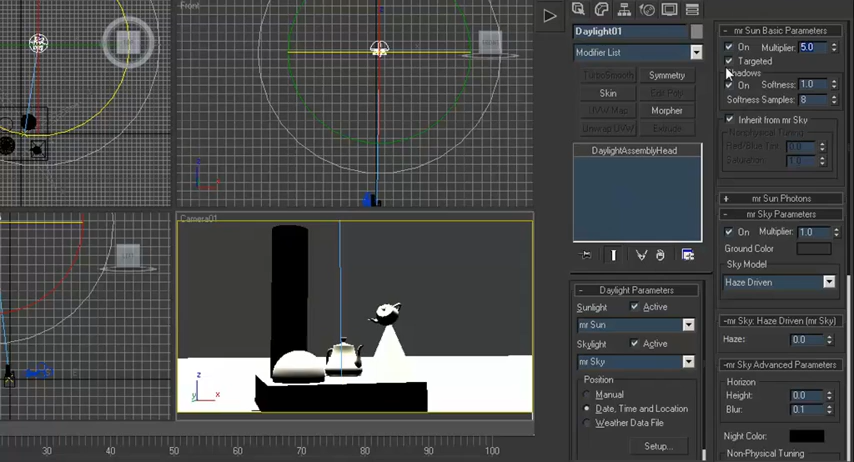 Front
Camera01
z
x
y
30
40
50
60
70
80
90
100
Daylight01
Modifier List
TurboSmooth
Symmetry
Skin
Edit Poly
UVW Map
Morpher
Unwrap UVW
Extrude
DaylightAssemblyHead
- Daylight Parameters
Sunlight Active
mr Sun
Skylight Active
mr Sky
Position
Manual
Date, Time and Location
Weather Data File
Setup...
- mr Sun Basic Parameters
On Multiplier: 5.0
Targeted
Shadows
On Softness: 1.0
Softness Samples: 8
Inherit from mr Sky
Nonphysical Tuning
Red/Blue Tint: 0.0
Saturation: 1.0
+ mr Sun Photons
- mr Sky Parameters
On Multiplier: 1.0
Ground Color
Sky Model
Haze Driven
-mr Sky: Haze Driven (mr Sky)
Haze: 0.0
-mr Sky Advanced Parameters
Horizon
Height: 0.0
Blur: 0.1
Night Color:
Non-Physical Tuning